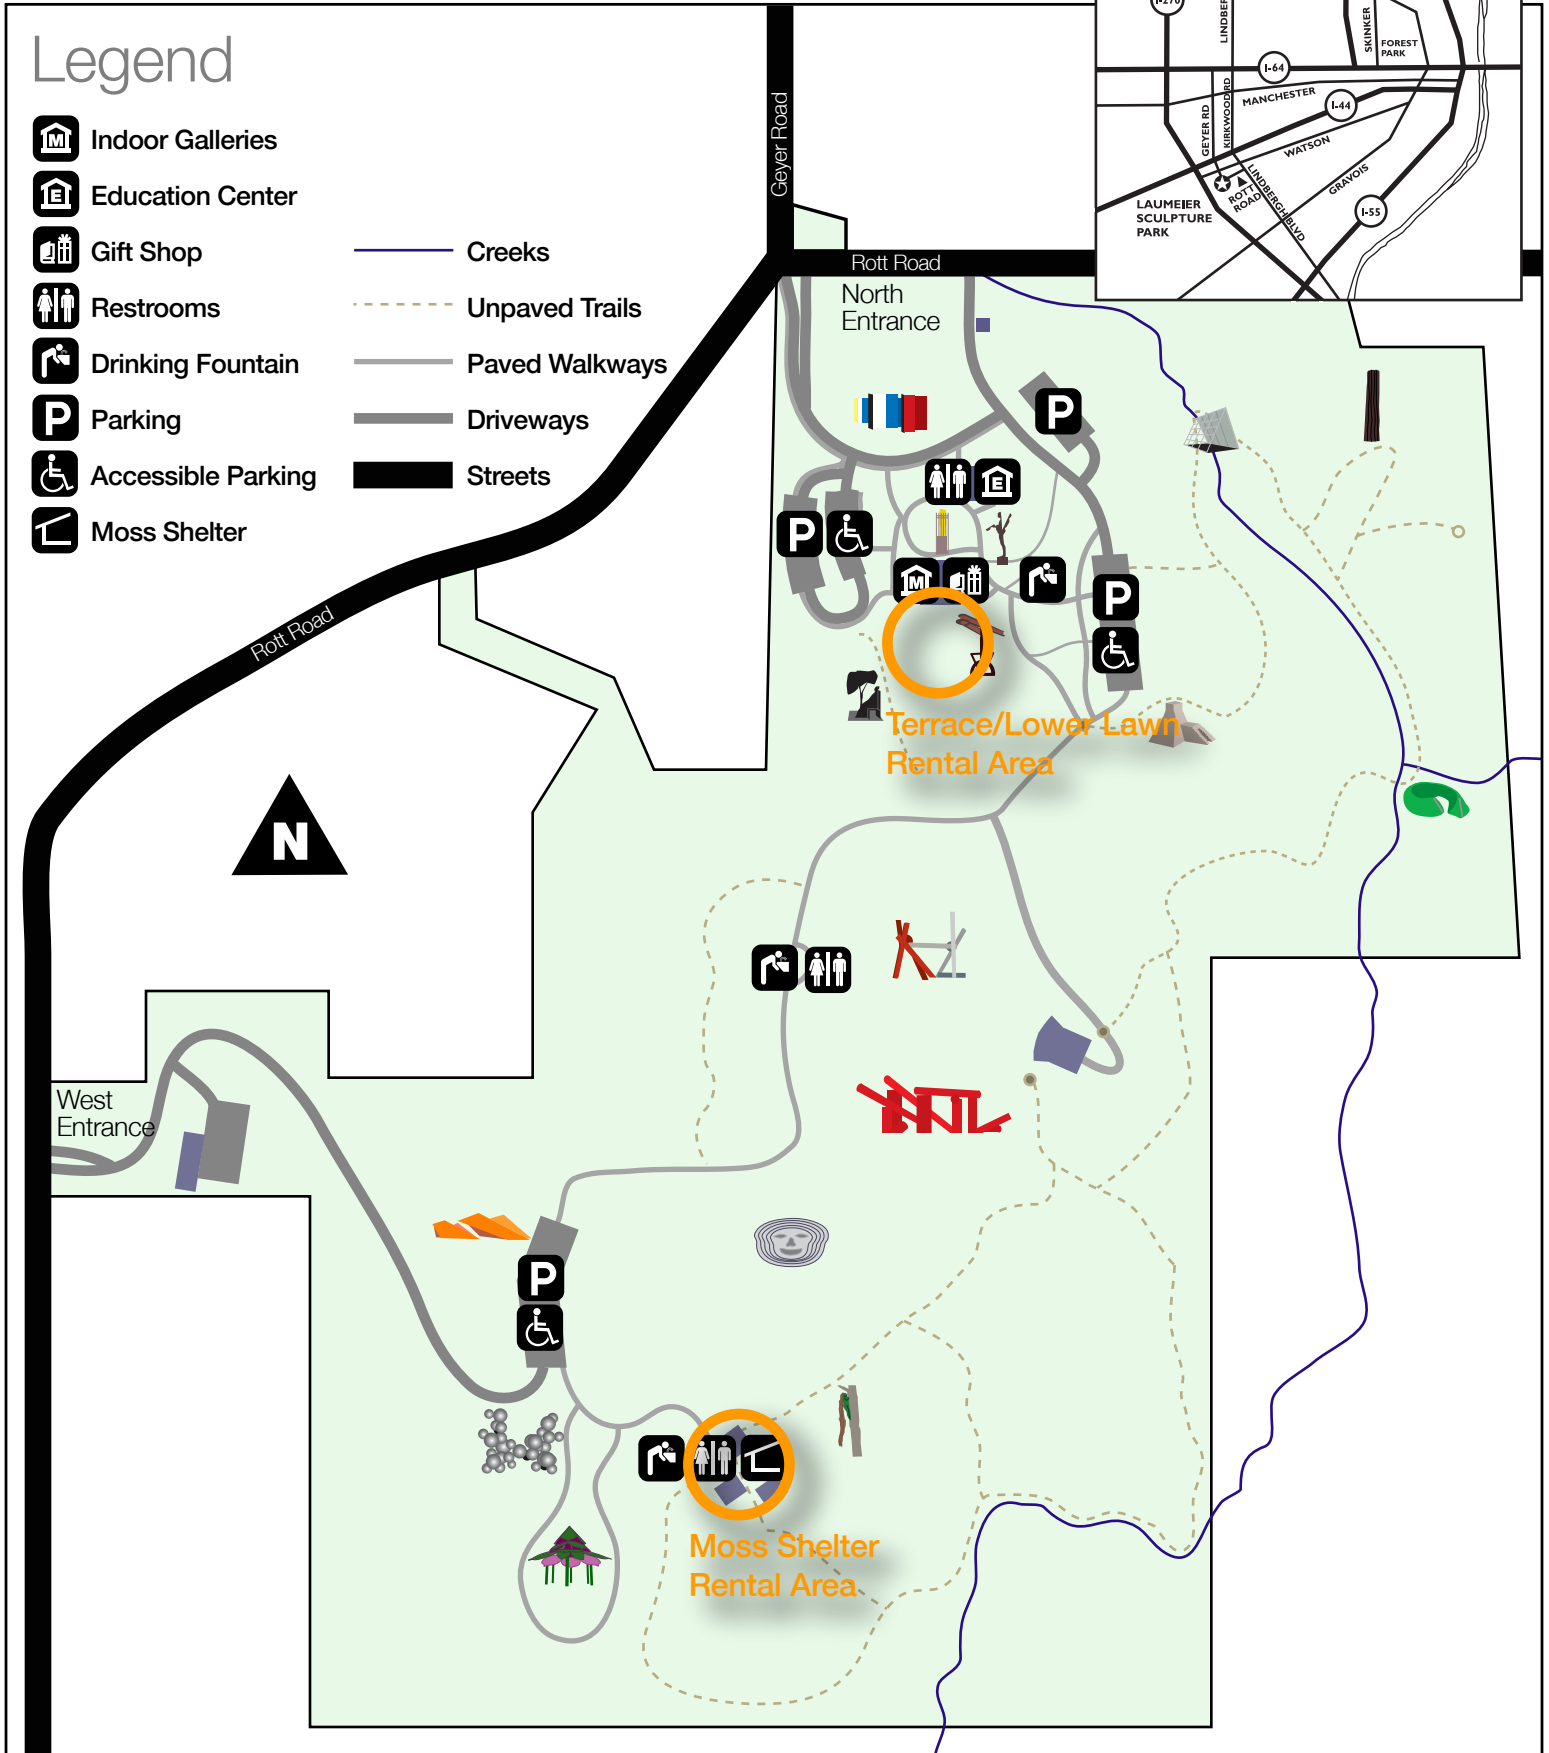 Legend
Indoor Galleries
Education Center
Gift Shop
Restrooms
Drinking Fountain
Parking
Accessible Parking
Moss Shelter
Creeks
Unpaved Trails
Paved Walkways
Driveways
Streets
M
E
P
N
Geyer Road
Rott Road
Rott Road
North
Entrance
West
Entrance
P
P
P
P
E
M
Terrace/Lower Lawn
Rental Area
Moss Shelter
Rental Area
I-270
SKINKER
FOREST
PARK
I-64
MANCHESTER
I-44
GEYER RD
KIRKWOOD RD
WATSON
LINDBERGH BLVD
ROTT
ROAD
GRAVOIS
I-55
LAUMEIER
SCULPTURE
PARK